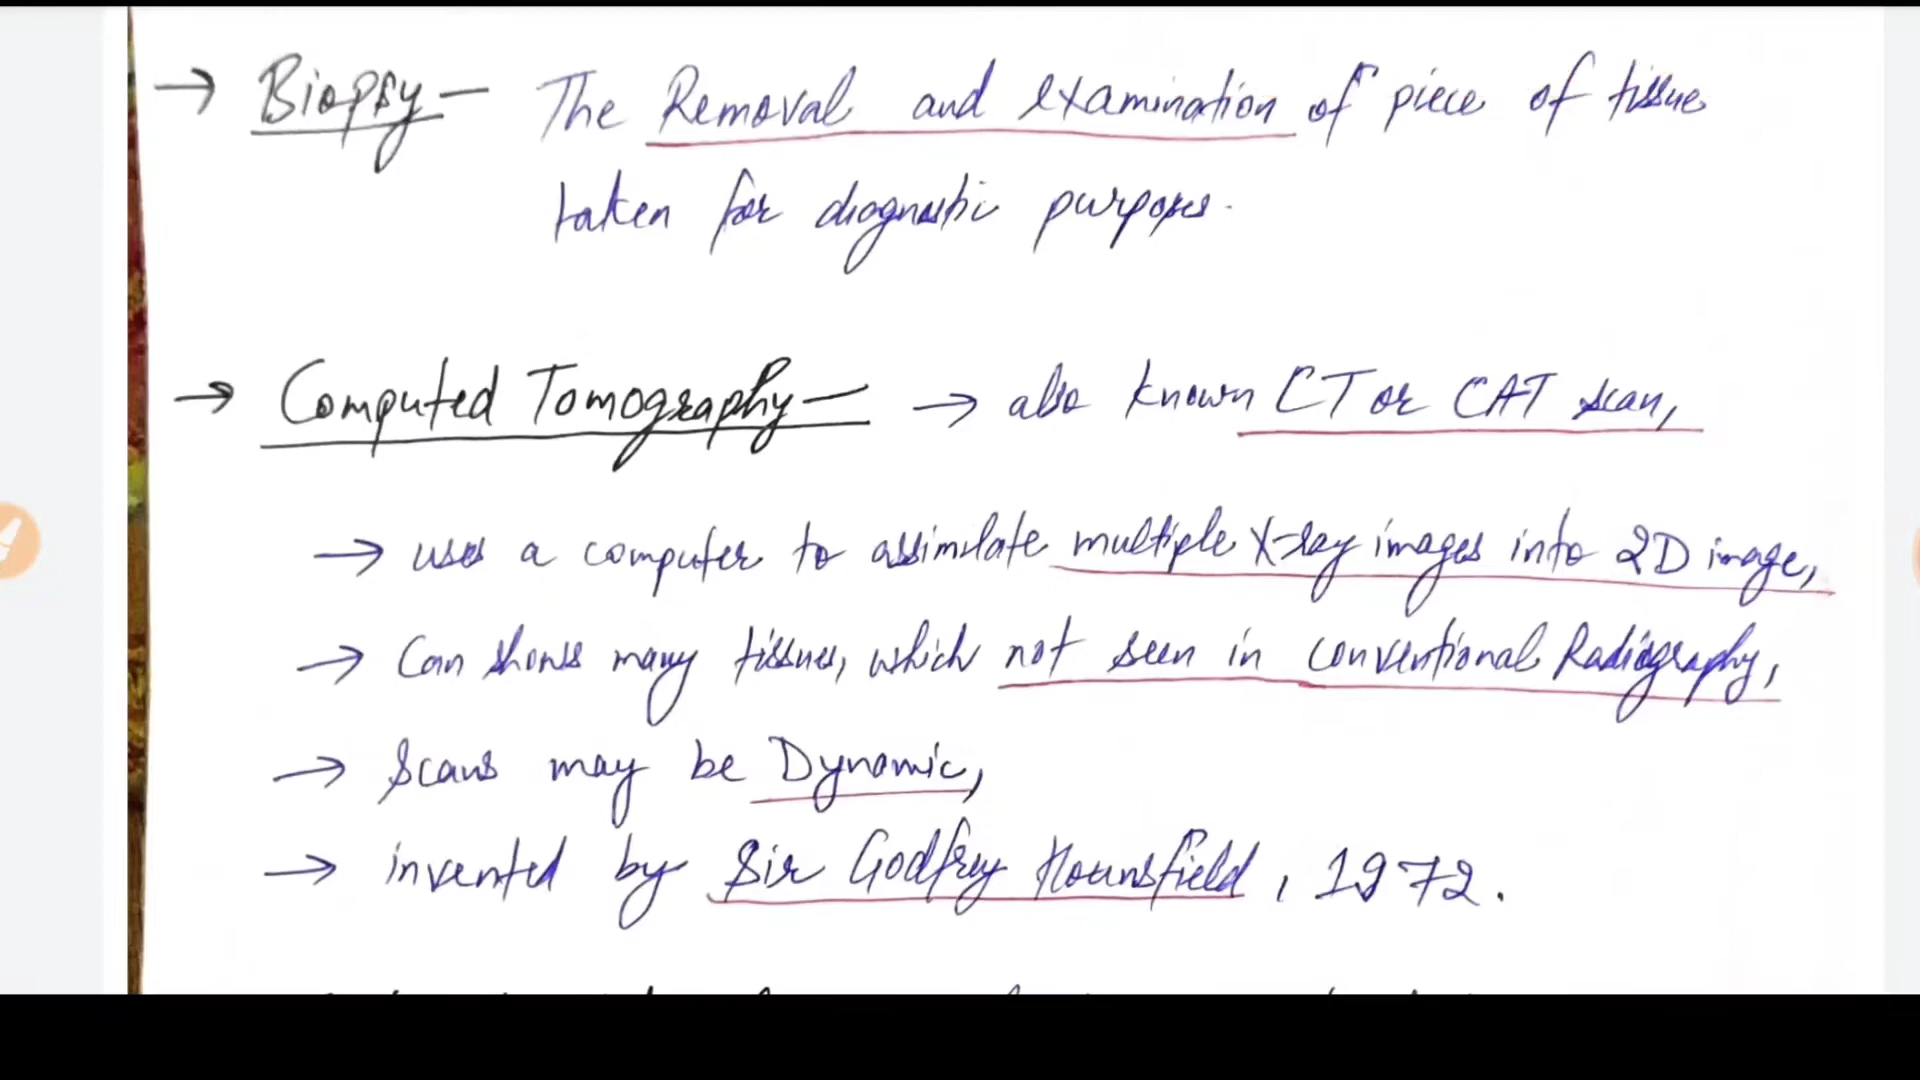 → Biopsy - The Removal and examination of piece of tissue
taken for diagnostic purposes.
→ Computed Tomography - → also known CT or CAT scan,
→ uses a computer to assimilate multiple X-ray images into 2D image,
→ Can shows many tissues, which not seen in conventional Radiography,
→ Scans may be Dynamic,
→ invented by Sir Godfrey Hounsfield, 1972.